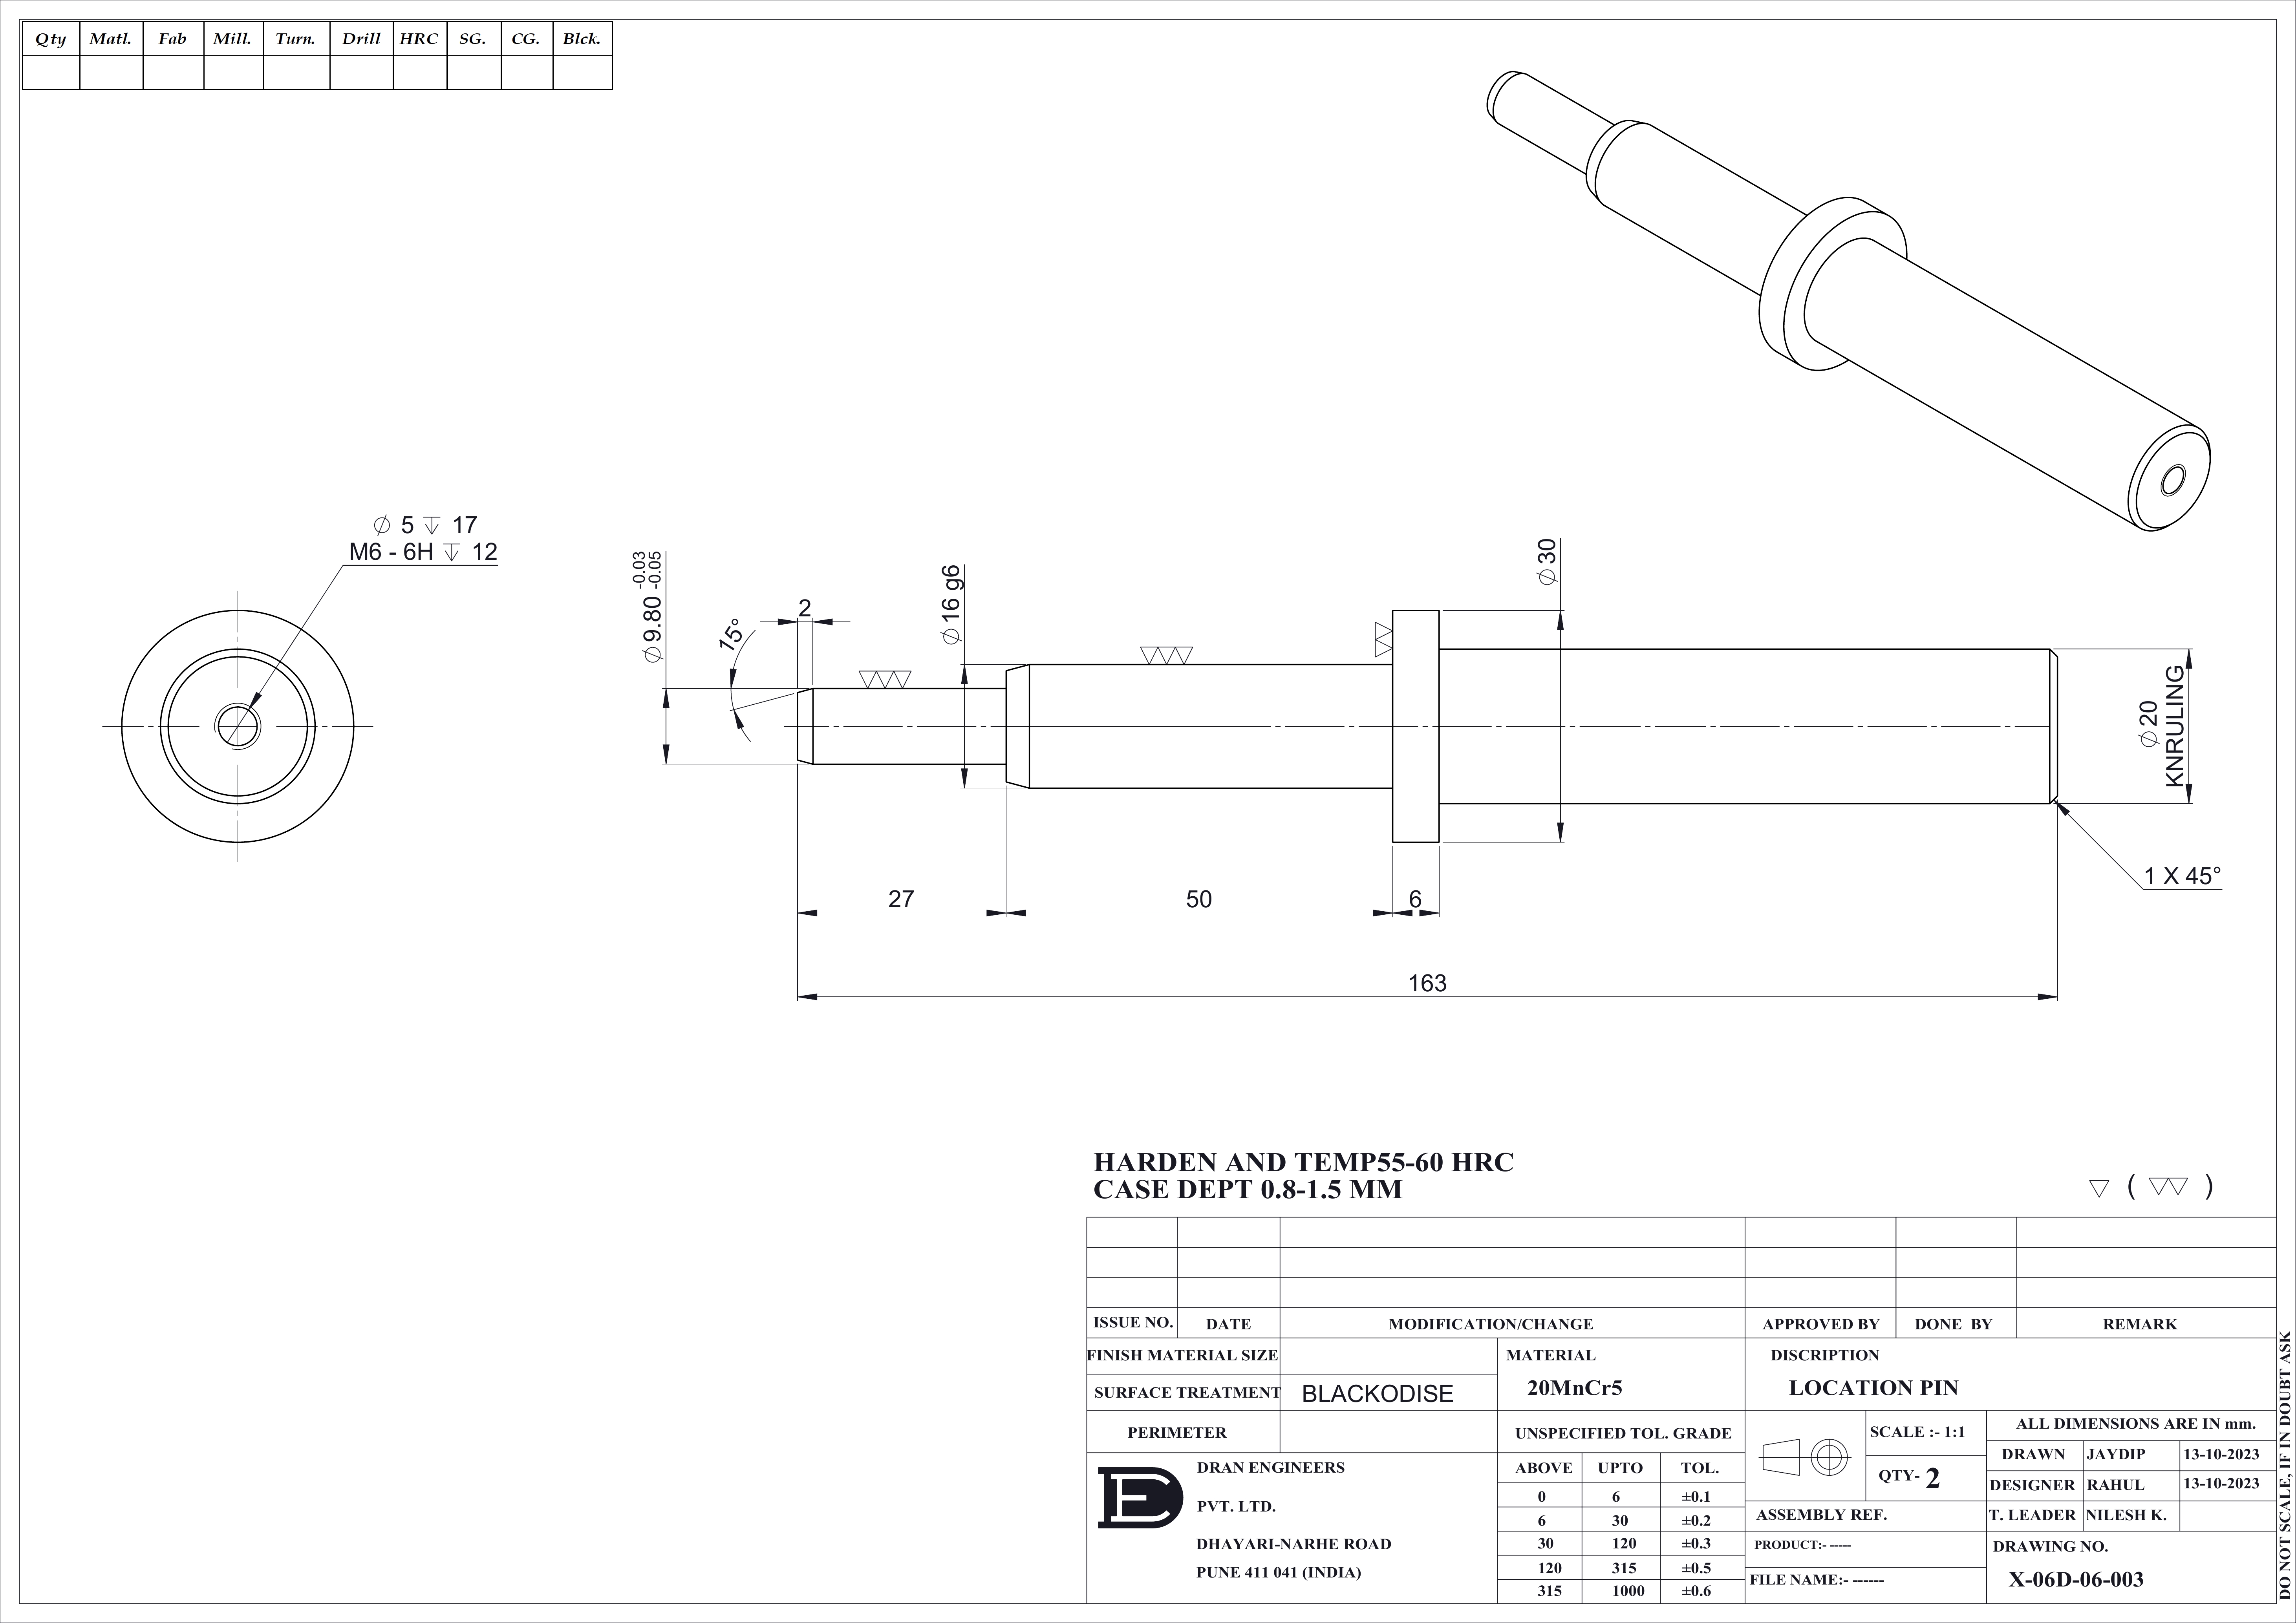 Qty Matl. Fab Mill. Turn. Drill HRC SG. CG. Blck.
⌀ 5 ↧ 17
M6 - 6H ↧ 12
⌀ 9.80 -0.03 -0.05
15°
2
⌀ 16 g6
⌀ 30
⌀ 20
KNRULING
1 X 45°
27
50
6
163
HARDEN AND TEMP55-60 HRC
CASE DEPT 0.8-1.5 MM
( )
ISSUE NO. DATE MODIFICATION/CHANGE APPROVED BY DONE BY REMARK
FINISH MATERIAL SIZE
MATERIAL
20MnCr5
DISCRIPTION
LOCATION PIN
SURFACE TREATMENT BLACKODISE
PERIMETER
UNSPECIFIED TOL. GRADE
ABOVE UPTO TOL.
0 6 ±0.1
6 30 ±0.2
30 120 ±0.3
120 315 ±0.5
315 1000 ±0.6
DRAN ENGINEERS
PVT. LTD.
DHAYARI-NARHE ROAD
PUNE 411 041 (INDIA)
SCALE :- 1:1
QTY- 2
ALL DIMENSIONS ARE IN mm.
DRAWN JAYDIP 13-10-2023
DESIGNER RAHUL 13-10-2023
T. LEADER NILESH K.
ASSEMBLY REF.
PRODUCT:- -----
FILE NAME:- ------
DRAWING NO.
X-06D-06-003
DO NOT SCALE, IF IN DOUBT ASK